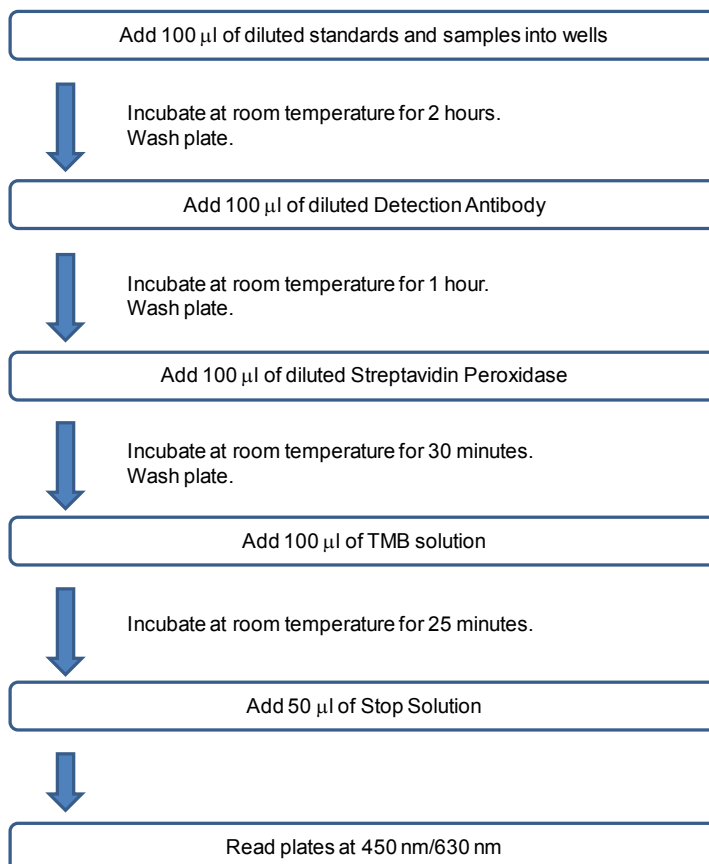 Add 100 μl of diluted standards and samples into wells
Incubate at room temperature for 2 hours.
Wash plate.
Add 100 μl of diluted Detection Antibody
Incubate at room temperature for 1 hour.
Wash plate.
Add 100 μl of diluted Streptavidin Peroxidase
Incubate at room temperature for 30 minutes.
Wash plate.
Add 100 μl of TMB solution
Incubate at room temperature for 25 minutes.
Add 50 μl of Stop Solution
Read plates at 450 nm/630 nm